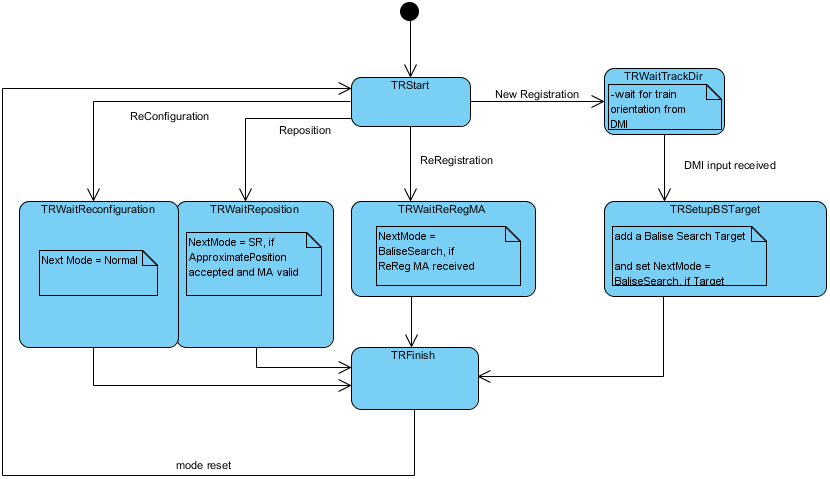 TRStart
TRWaitTrackDir
-wait for train
orientation from
DMI
New Registration
ReConfiguration
Reposition
ReRegistration
DMI input received
TRWaitReconfiguration
Next Mode = Normal
TRWaitReposition
NextMode = SR, if
ApproximatePosition
accepted and MA valid
TRWaitReRegMA
NextMode =
BaliseSearch, if
ReReg MA received
TRSetupBSTarget
add a Balise Search Target
and set NextMode =
BaliseSearch, if Target
TRFinish
mode reset